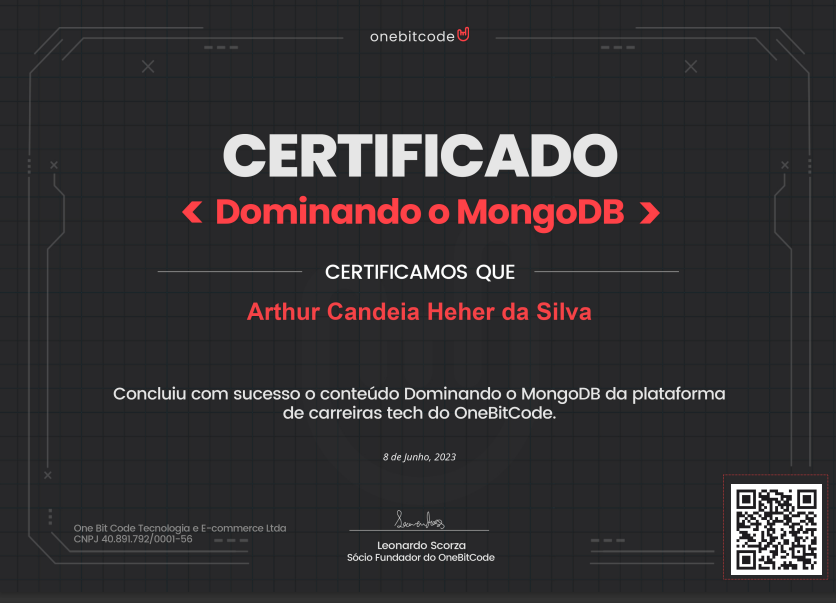 onebitcode
CERTIFICADO
< Dominando o MongoDB >
CERTIFICAMOS QUE
Arthur Candeia Heher da Silva
Concluiu com sucesso o conteúdo Dominando o MongoDB da plataforma
de carreiras tech do OneBitCode.
8 de Junho, 2023
One Bit Code Tecnologia e E-commerce Ltda
CNPJ 40.891.792/0001-56
Leonardo Scorza
Sócio Fundador do OneBitCode